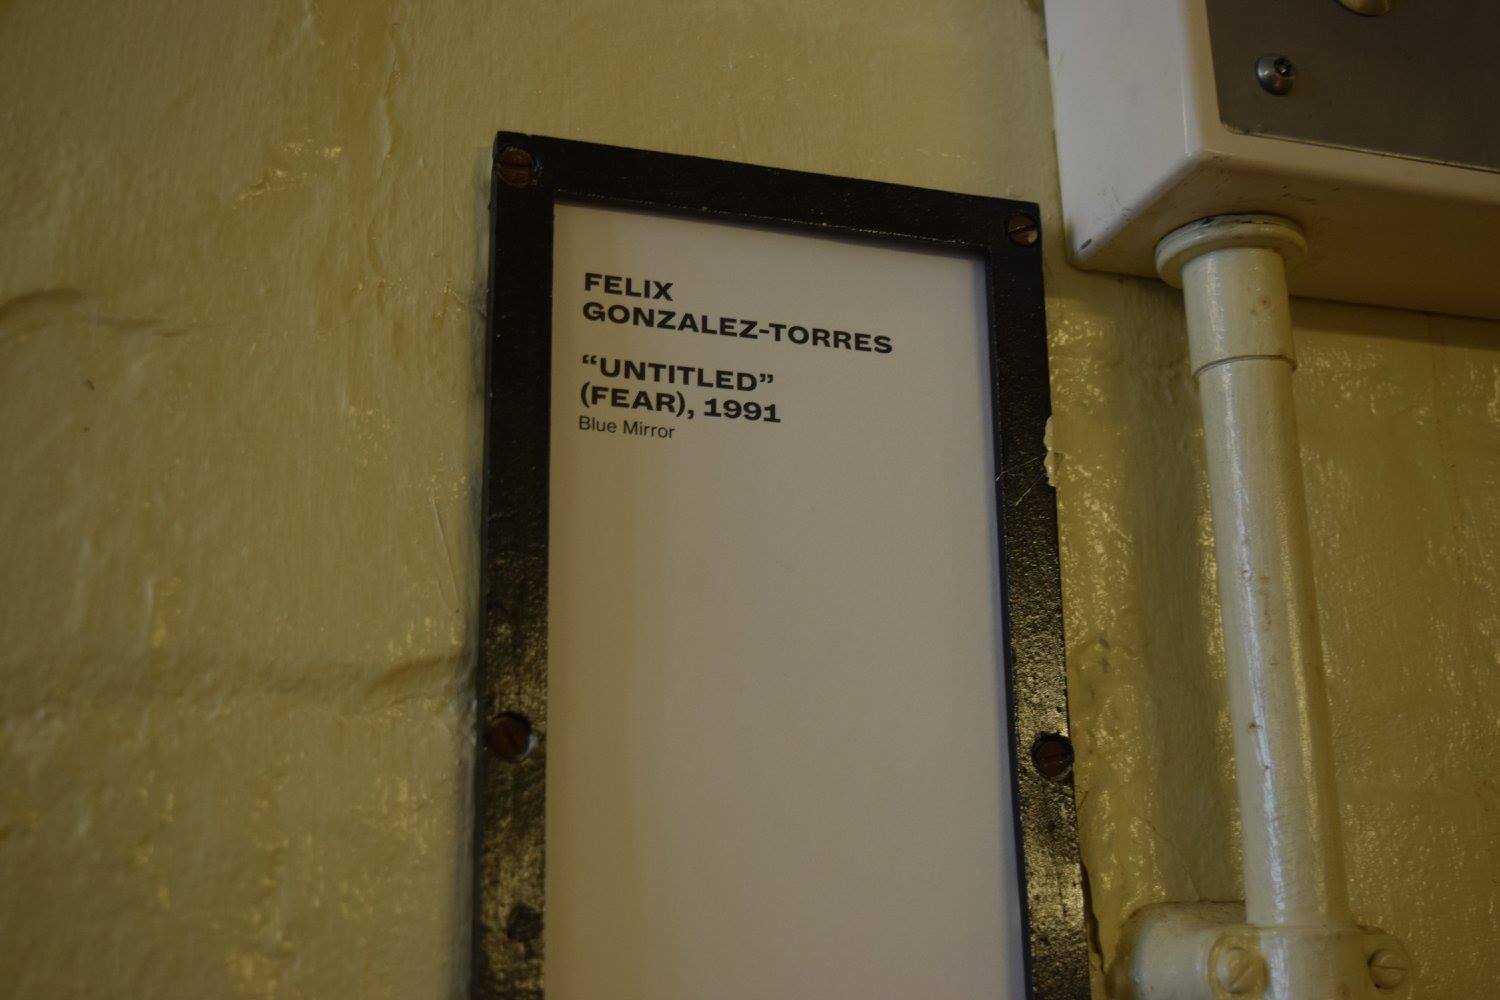 FELIX
GONZALEZ-TORRES
“UNTITLED”
(FEAR), 1991
Blue Mirror